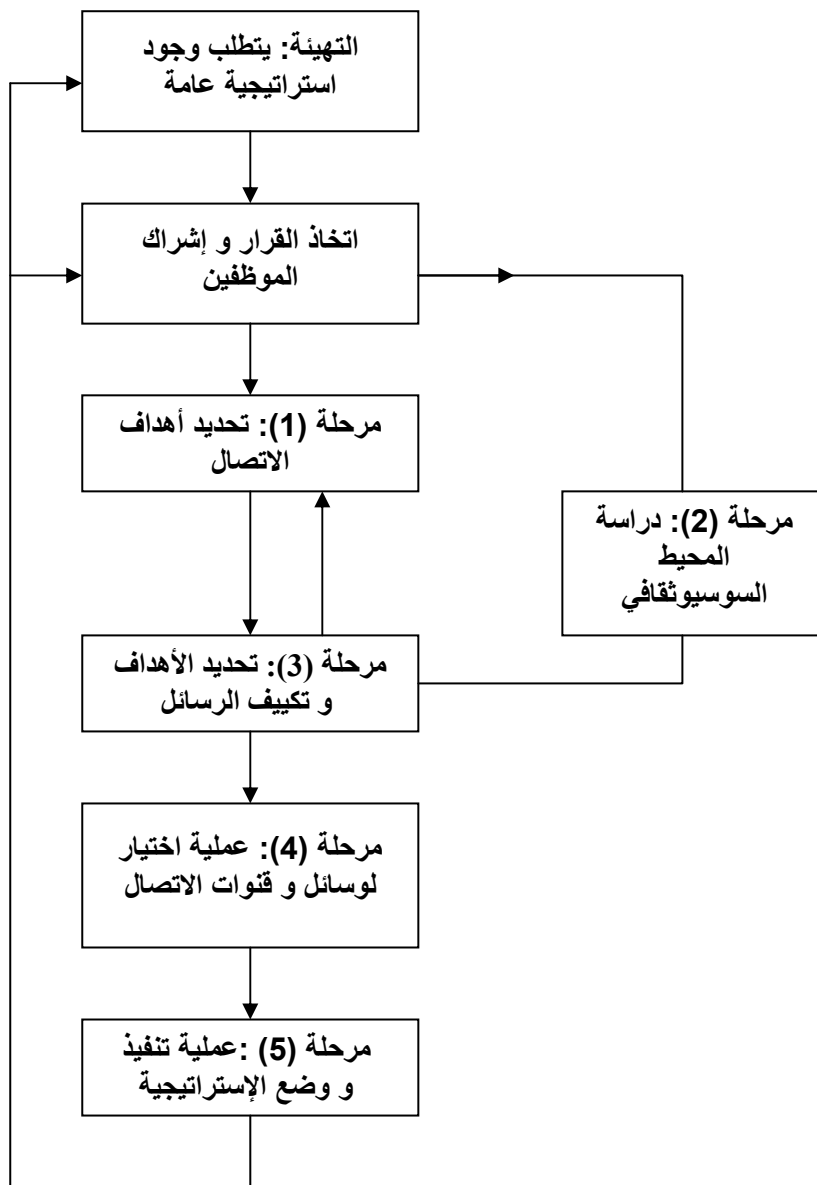 التهيئة: يتطلب وجود
استراتيجية عامة
اتخاذ القرار و إشراك
الموظفين
مرحلة (1): تحديد أهداف
الاتصال
مرحلة (2): دراسة
المحيط
السوسيوثقافي
مرحلة (3): تحديد الأهداف
و تكييف الرسائل
مرحلة (4): عملية اختيار
لوسائل و قنوات الاتصال
مرحلة (5) :عملية تنفيذ
و وضع الإستراتيجية